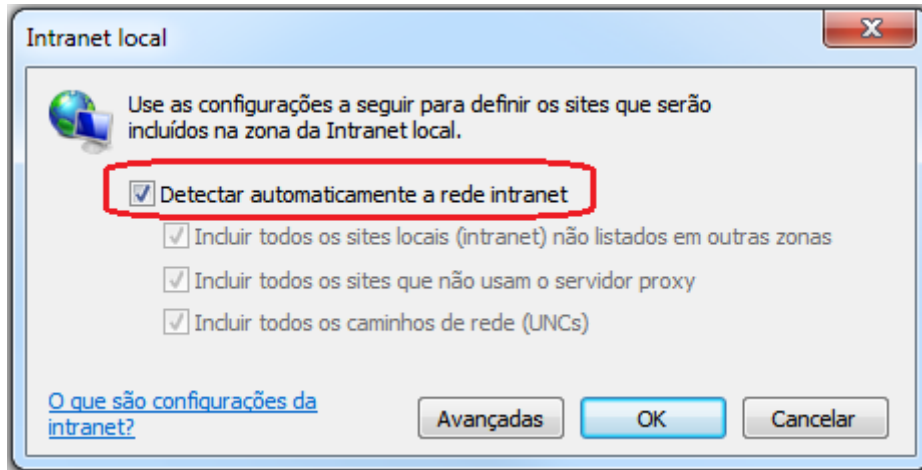 Intranet local
Use as configurações a seguir para definir os sites que serão
incluídos na zona da Intranet local.
Detectar automaticamente a rede intranet
Incluir todos os sites locais (intranet) não listados em outras zonas
Incluir todos os sites que não usam o servidor proxy
Incluir todos os caminhos de rede (UNCs)
O que são configurações da
intranet?
Avançadas
OK
Cancelar